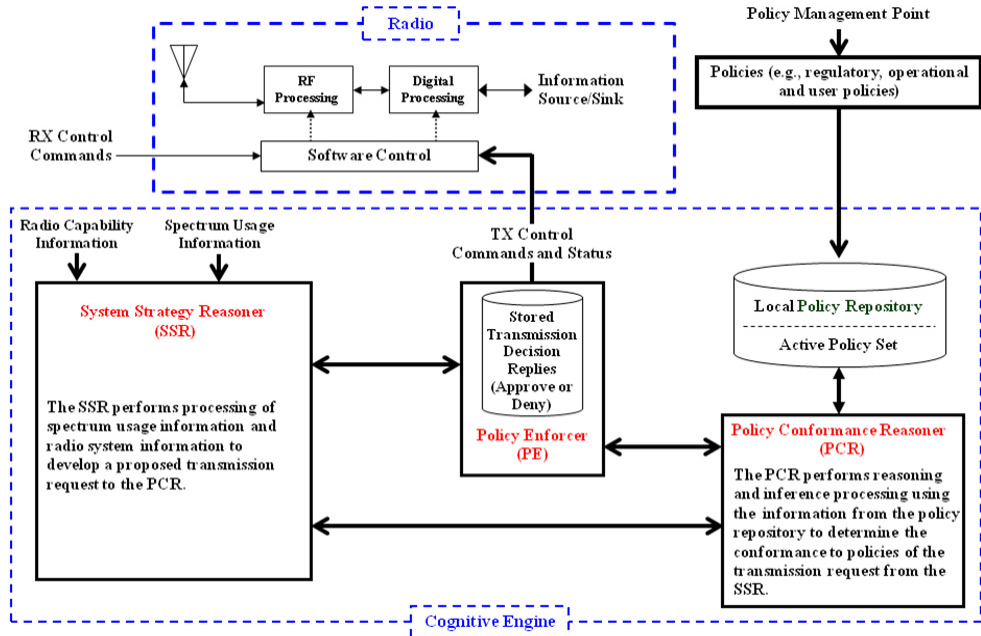 Radio
Policy Management Point
RF
Processing
Digital
Processing
Information
Source/Sink
Policies (e.g., regulatory, operational
and user policies)
RX Control
Commands
Software Control
Radio Capability
Information
Spectrum Usage
Information
TX Control
Commands and Status
System Strategy Reasoner
(SSR)
The SSR performs processing of
spectrum usage information and
radio system information to
develop a proposed transmission
request to the PCR.
Stored
Transmission
Decision
Replies
(Approve or
Deny)
Policy Enforcer
(PE)
Local Policy Repository
Active Policy Set
Policy Conformance Reasoner
(PCR)
The PCR performs reasoning
and inference processing using
the information from the policy
repository to determine the
conformance to policies of the
transmission request from the
SSR.
Cognitive Engine